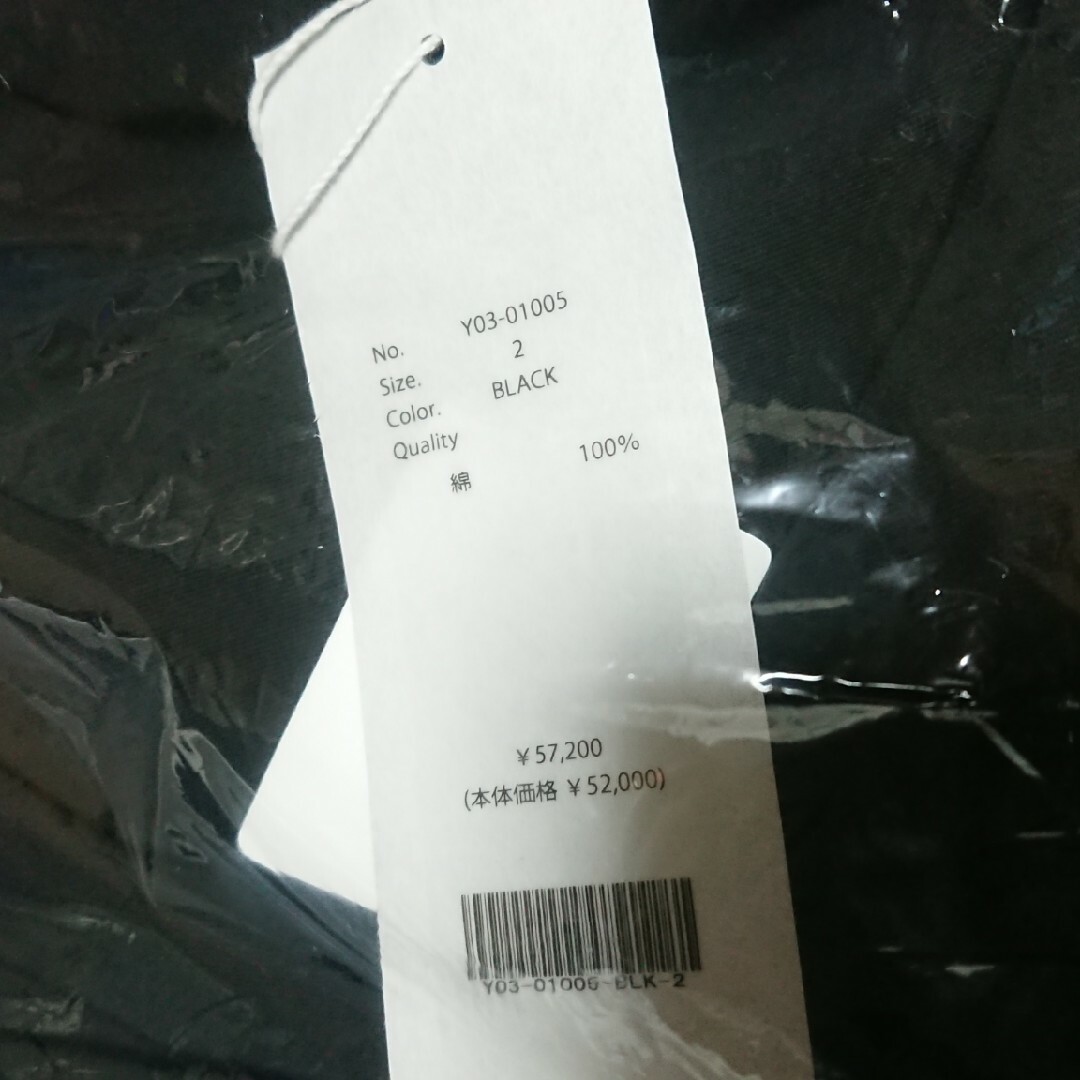 No. Y03-01005
Size. 2
Color. BLACK
Quality
綿 100%
¥57,200
(本体価格 ¥52,000)
Y03-01005-BLK-2